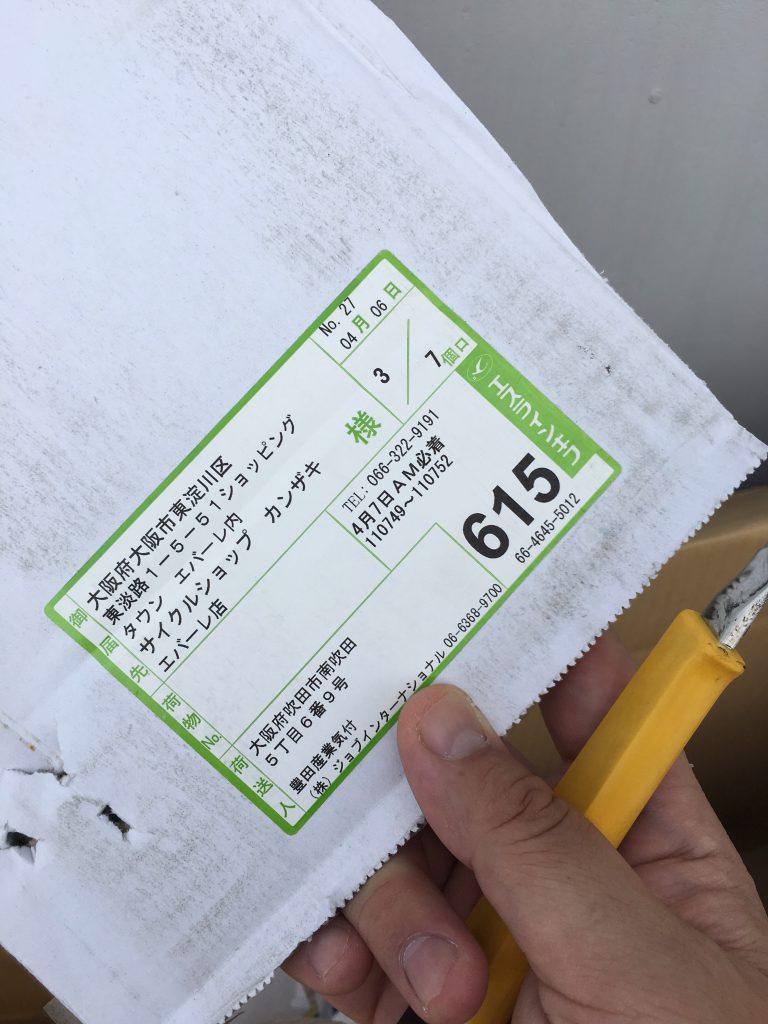 No. 27
04月06日
3/7個口
御届先
大阪府大阪市東淀川区
東淡路1-5-51ショッピング
タウン エバーレ内
サイクルショップ カンザキ
エバーレ店
様
エスラインギフ
TEL:066-322-9191
4月7日AM必着
110749~110752
615
66-4645-5012
荷物No.
荷送人
大阪府吹田市南吹田
5丁目6番9号
豊田産業気付
(株)ジョブインターナショナル 06-6368-9700